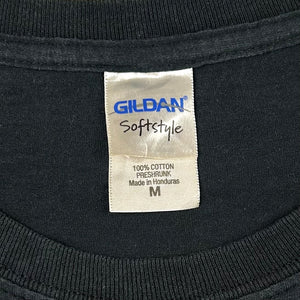 GILDAN®
Softstyle
100% COTTON
PRESHRUNK
Made in Honduras
M